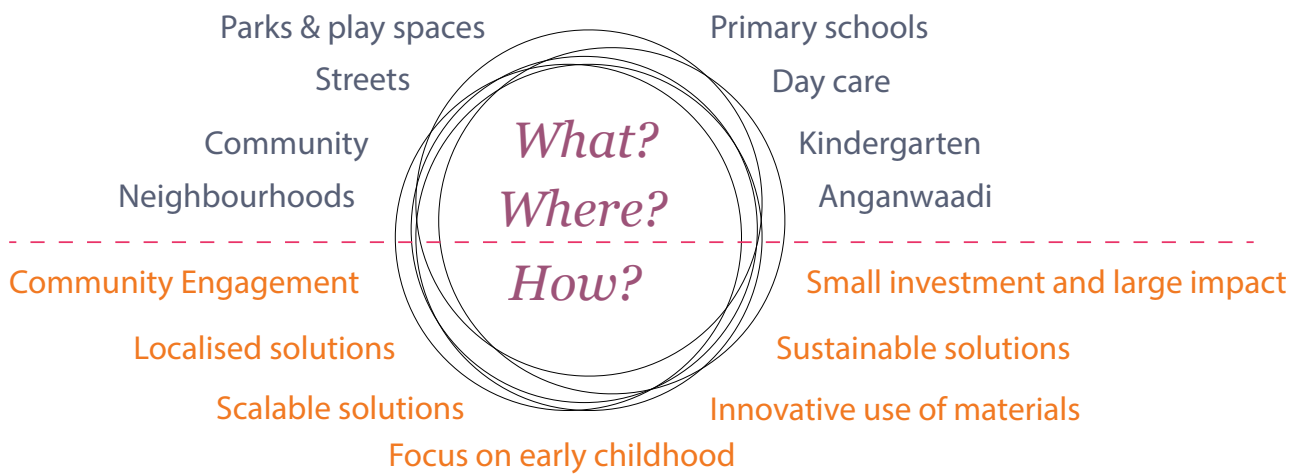 Parks & play spaces
Primary schools
Streets
Day care
Community
What?
Kindergarten
Neighbourhoods
Where?
Anganwaadi
Community Engagement
How?
Small investment and large impact
Localised solutions
Sustainable solutions
Scalable solutions
Innovative use of materials
Focus on early childhood